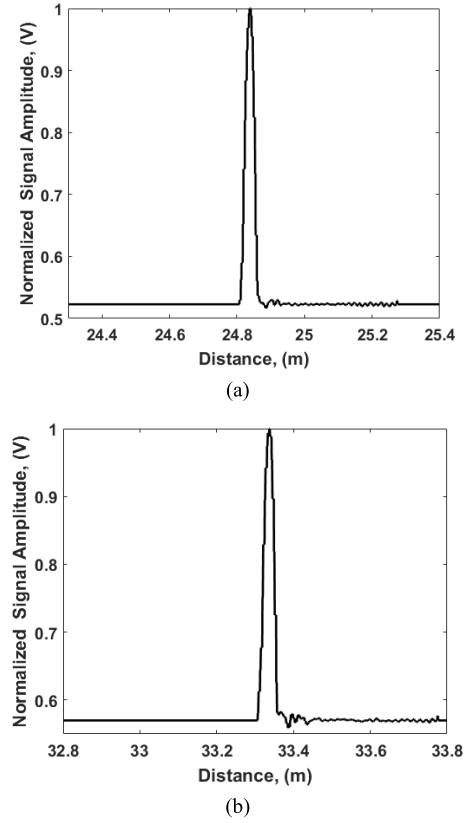 1
0.9
0.8
0.7
0.6
0.5
Normalized Signal Amplitude, (V)
24.4 24.6 24.8 25 25.2 25.4
Distance, (m)
(a)
1
0.9
0.8
0.7
0.6
Normalized Signal Amplitude, (V)
32.8 33 33.2 33.4 33.6 33.8
Distance, (m)
(b)